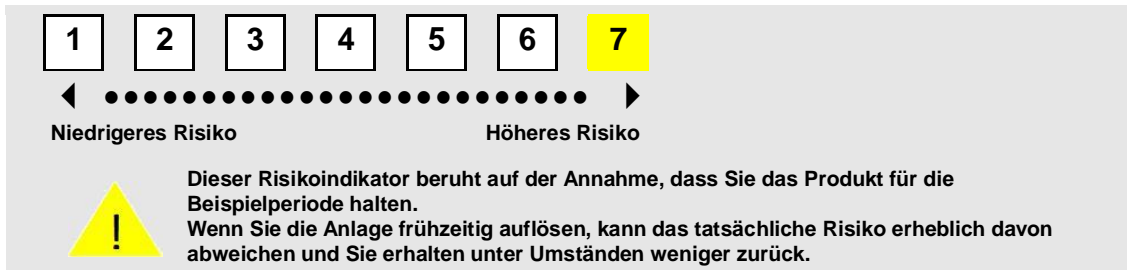 1 2 3 4 5 6 7
Niedrigeres Risiko Höheres Risiko
Dieser Risikoindikator beruht auf der Annahme, dass Sie das Produkt für die
Beispielperiode halten.
!
Wenn Sie die Anlage frühzeitig auflösen, kann das tatsächliche Risiko erheblich davon
abweichen und Sie erhalten unter Umständen weniger zurück.